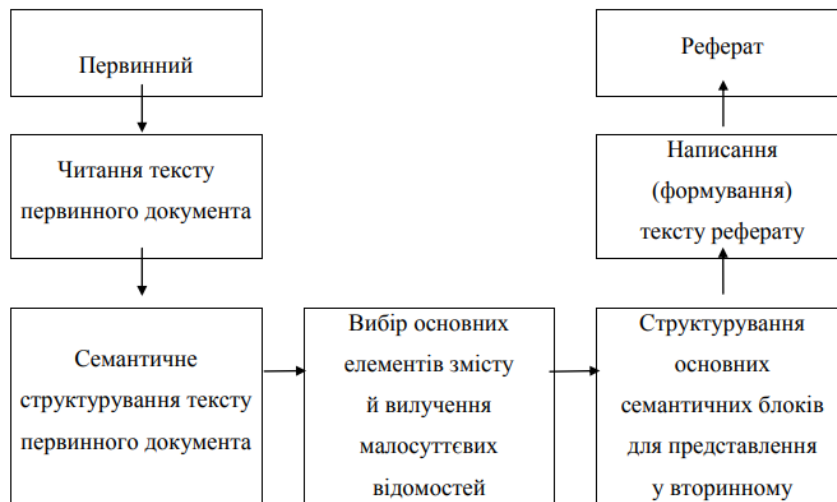 Первинний
Читання тексту
первинного документа
Семантичне
структурування тексту
первинного документа
Вибір основних
елементів змісту
й вилучення
малосуттєвих
відомостей
Структурування
основних
семантичних блоків
для представлення
у вторинному
Написання
(формування)
тексту реферату
Реферат